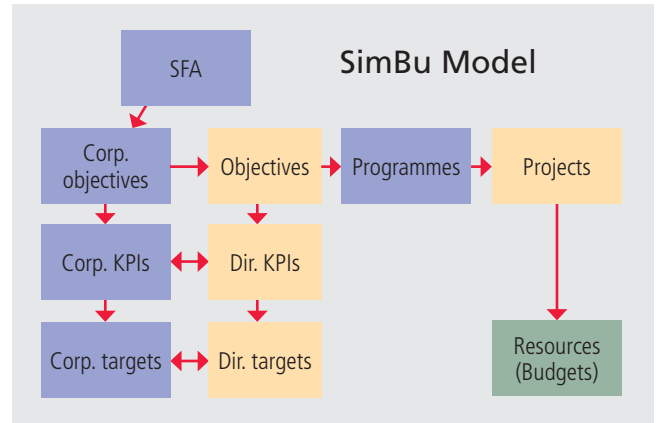 SimBu Model
SFA
Corp.
objectives
Objectives
Programmes
Projects
Corp. KPIs
Dir. KPIs
Corp. targets
Dir. targets
Resources
(Budgets)